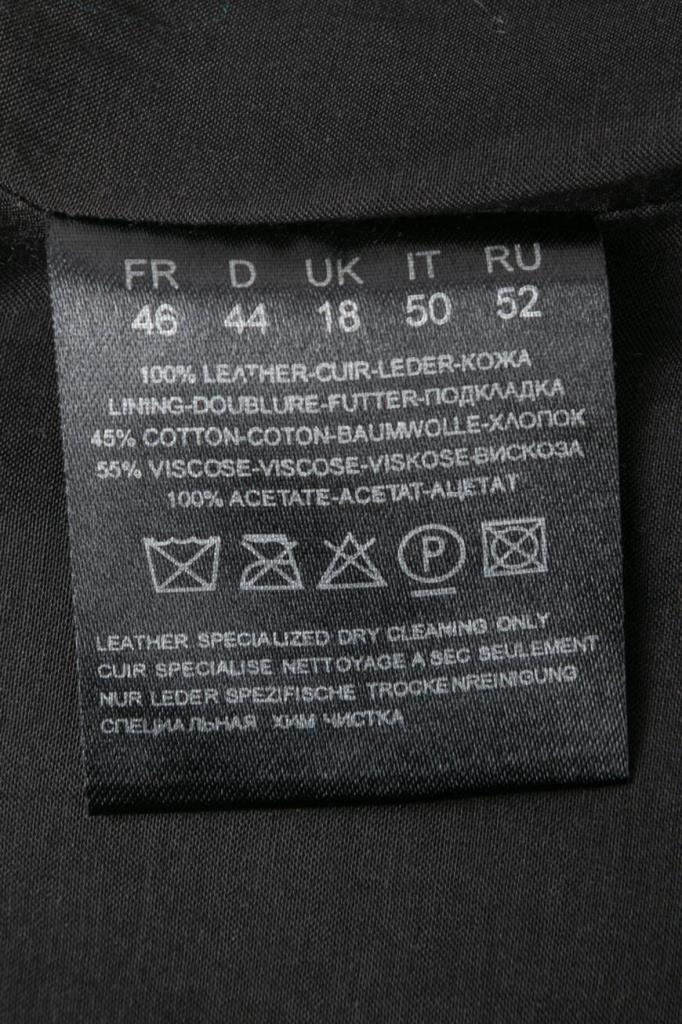 FR D UK IT RU
46 44 18 50 52
100% LEATHER-CUIR-LEDER-КОЖА
LINING-DOUBLURE-FUTTER-ПОДКЛАДКА
45% COTTON-COTON-BAUMWOLLE-ХЛОПОК
55% VISCOSE-VISCOSE-VISKOSE-ВИСКОЗА
100% ACETATE-ACETAT-АЦЕТАТ
P
LEATHER SPECIALIZED DRY CLEANING ONLY
CUIR SPECIALISE NETTOYAGE A SEC SEULEMENT
NUR LEDER SPEZIFISCHE TROCKENREINIGUNG
СПЕЦИАЛЬНАЯ ХИМ ЧИСТКА